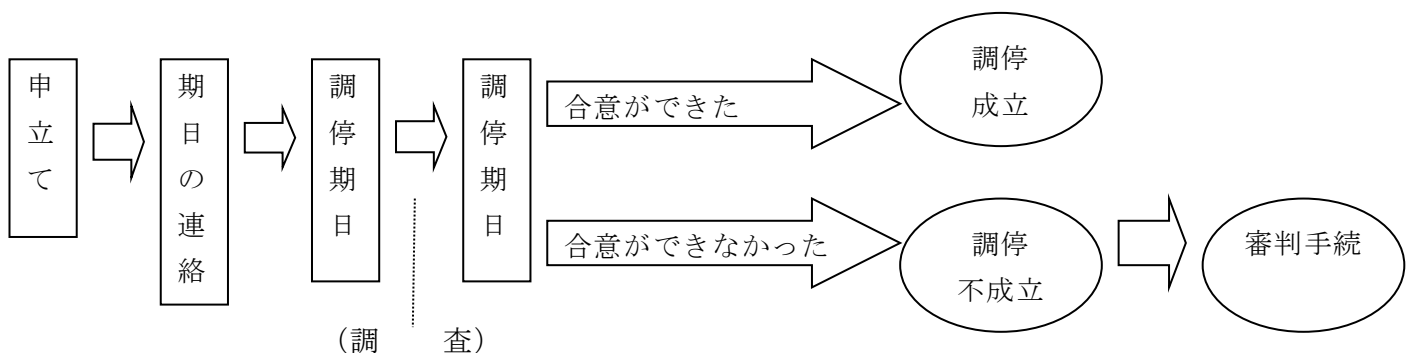 申立て
期日の連絡
調停期日
調停期日
合意ができた
調停
成立
合意ができなかった
調停
不成立
審判手続
（調　査）